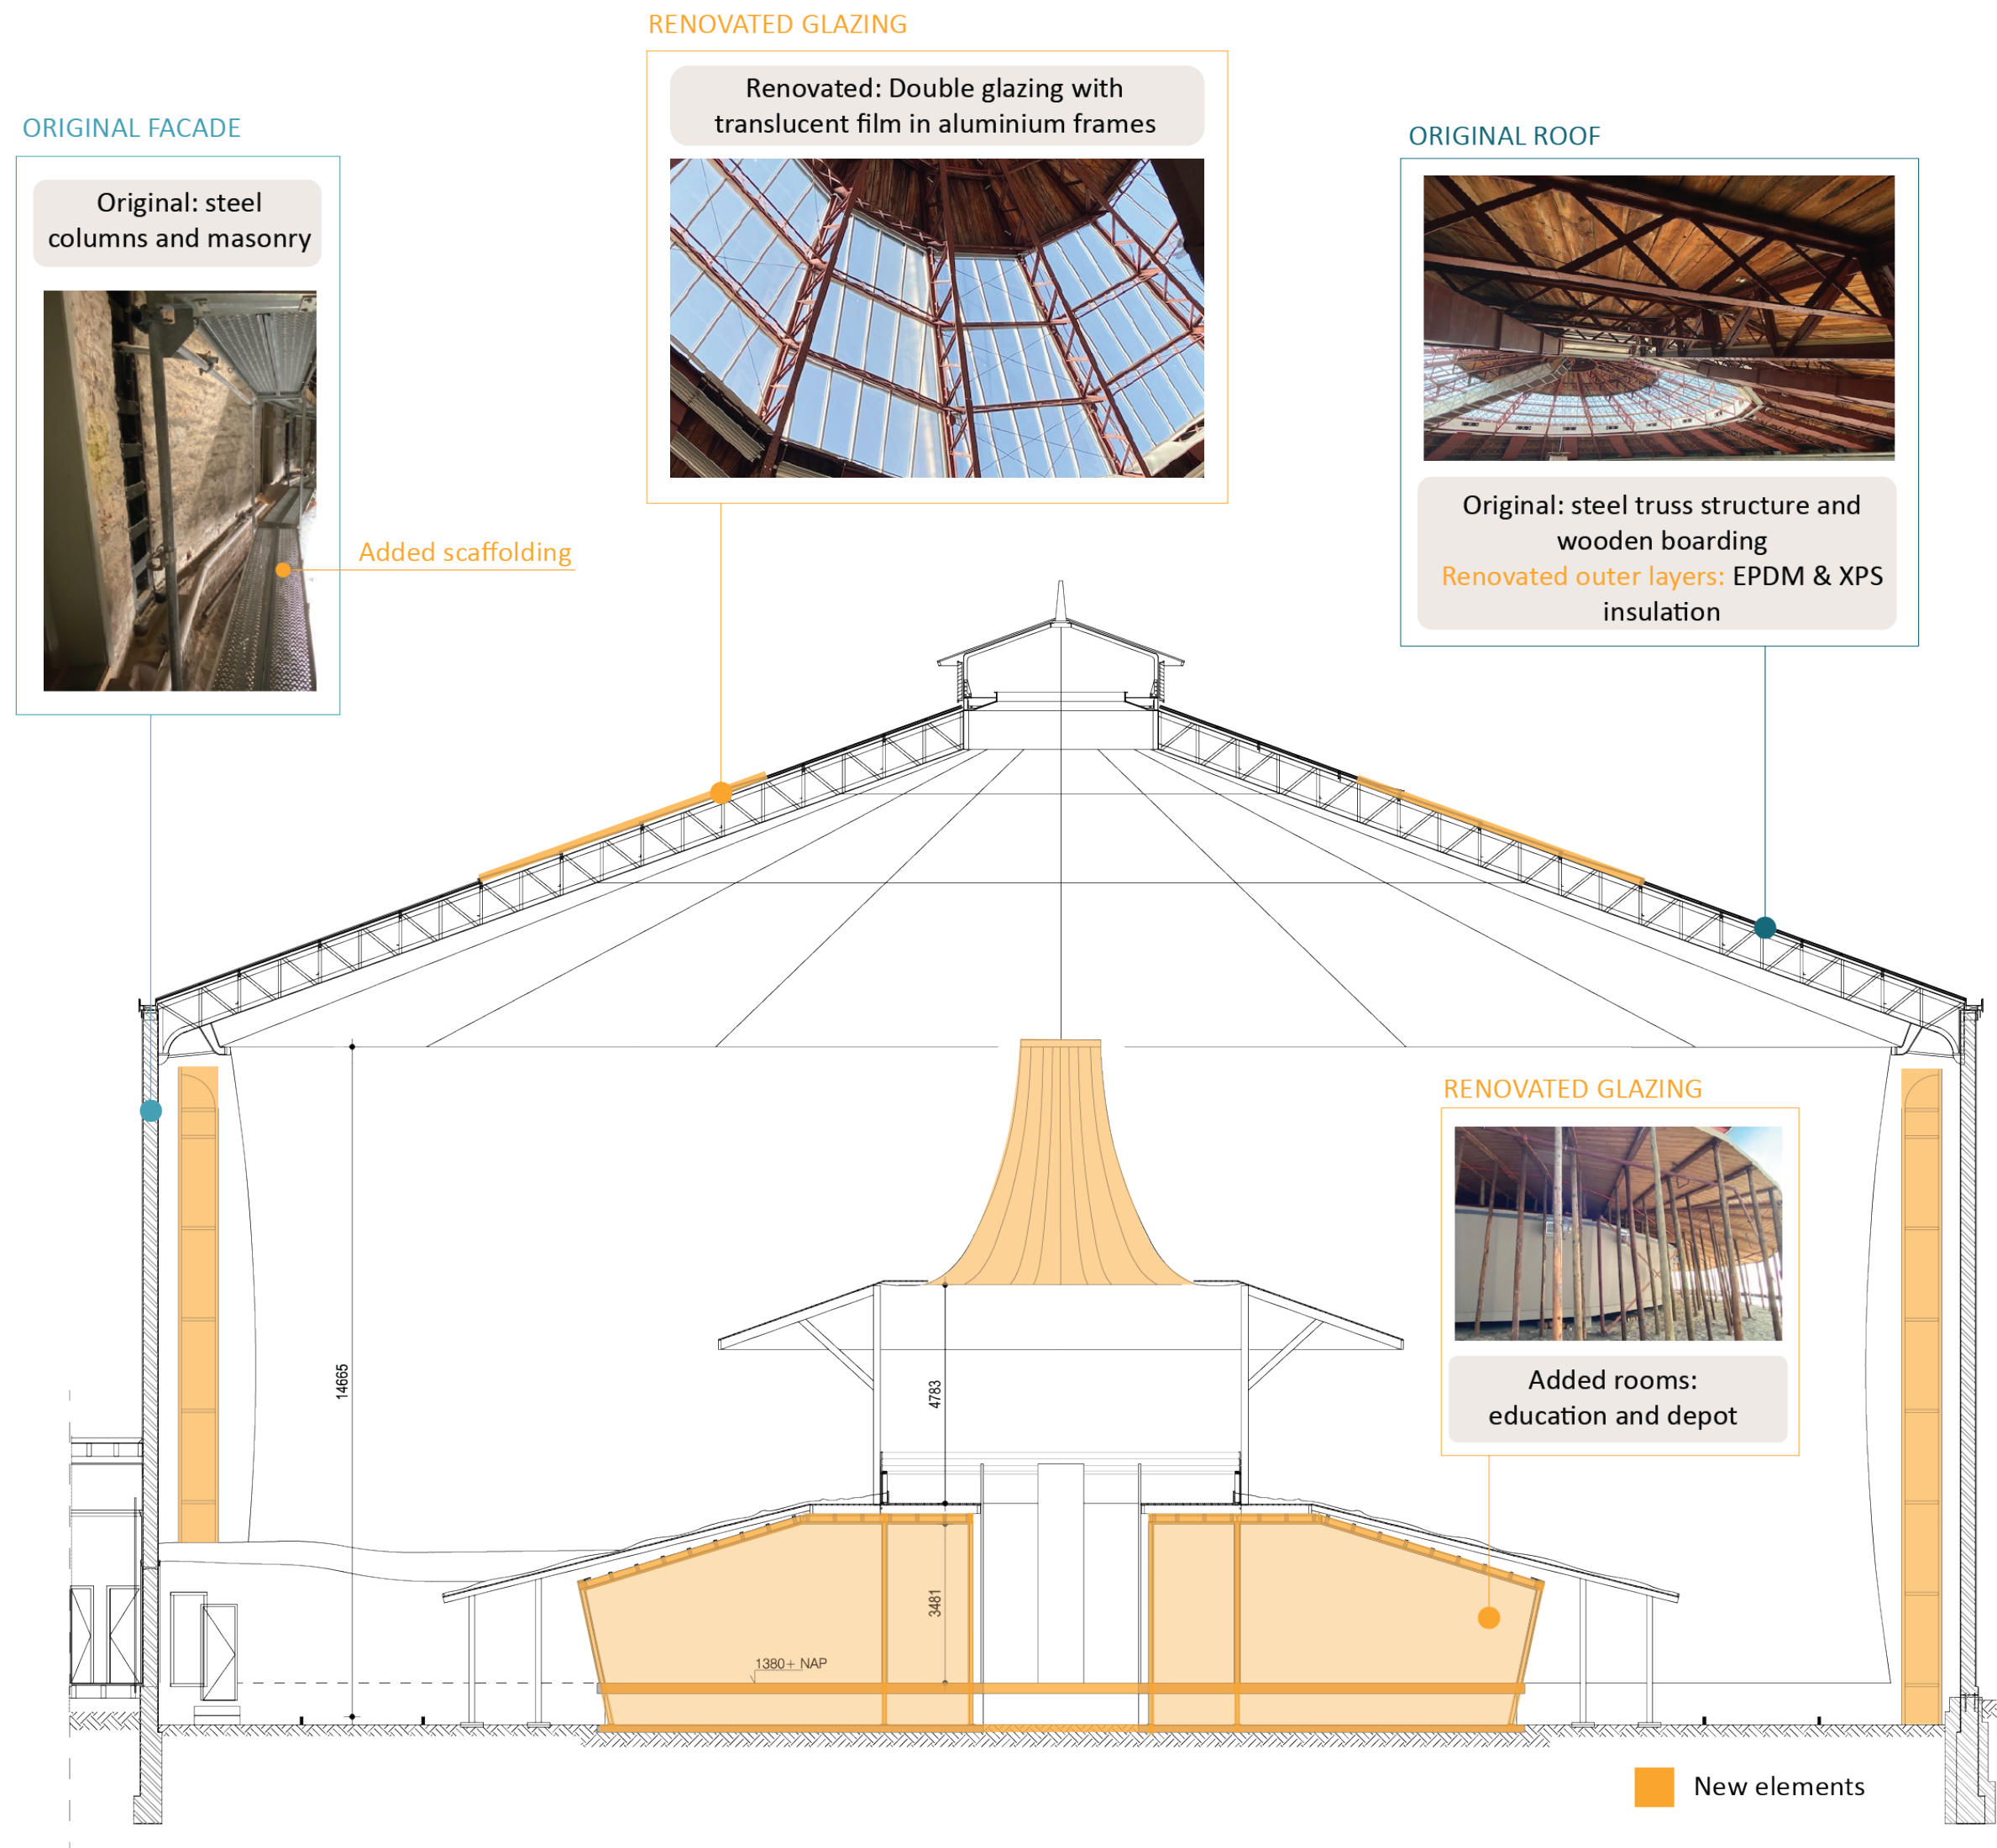 RENOVATED GLAZING
Renovated: Double glazing with
translucent film in aluminium frames
ORIGINAL FACADE
Original: steel
columns and masonry
Added scaffolding
ORIGINAL ROOF
Original: steel truss structure and
wooden boarding
Renovated outer layers: EPDM & XPS
insulation
RENOVATED GLAZING
Added rooms:
education and depot
14665
4783
3481
1380+ NAP
New elements